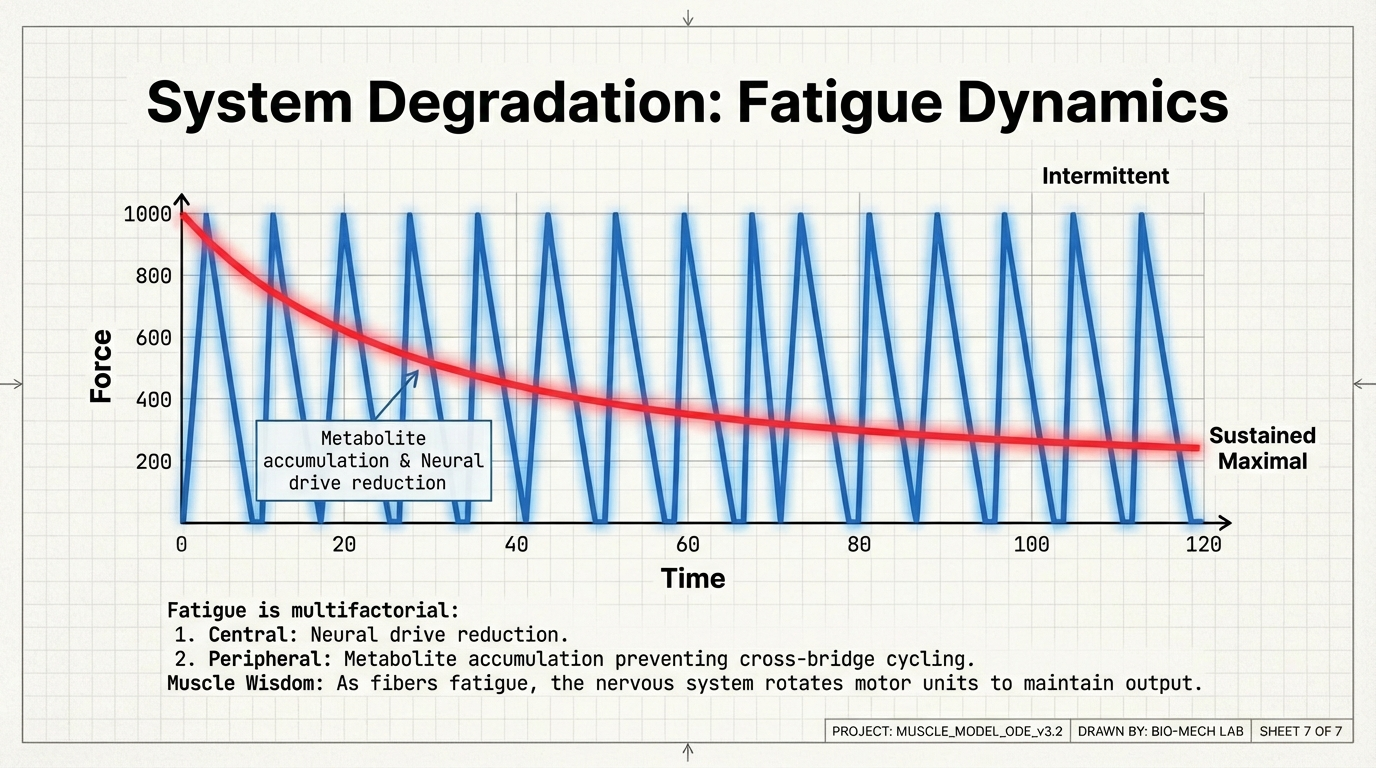 System Degradation: Fatigue Dynamics
Intermittent
1000
800
600
400
200
Force
Metabolite
accumulation & Neural
drive reduction
Sustained
Maximal
0 20 40 60 80 100 120
Time
Fatigue is multifactorial:
1. Central: Neural drive reduction.
2. Peripheral: Metabolite accumulation preventing cross-bridge cycling.
Muscle Wisdom: As fibers fatigue, the nervous system rotates motor units to maintain output.
PROJECT: MUSCLE_MODEL_ODE_v3.2 DRAWN BY: BIO-MECH LAB SHEET 7 OF 7